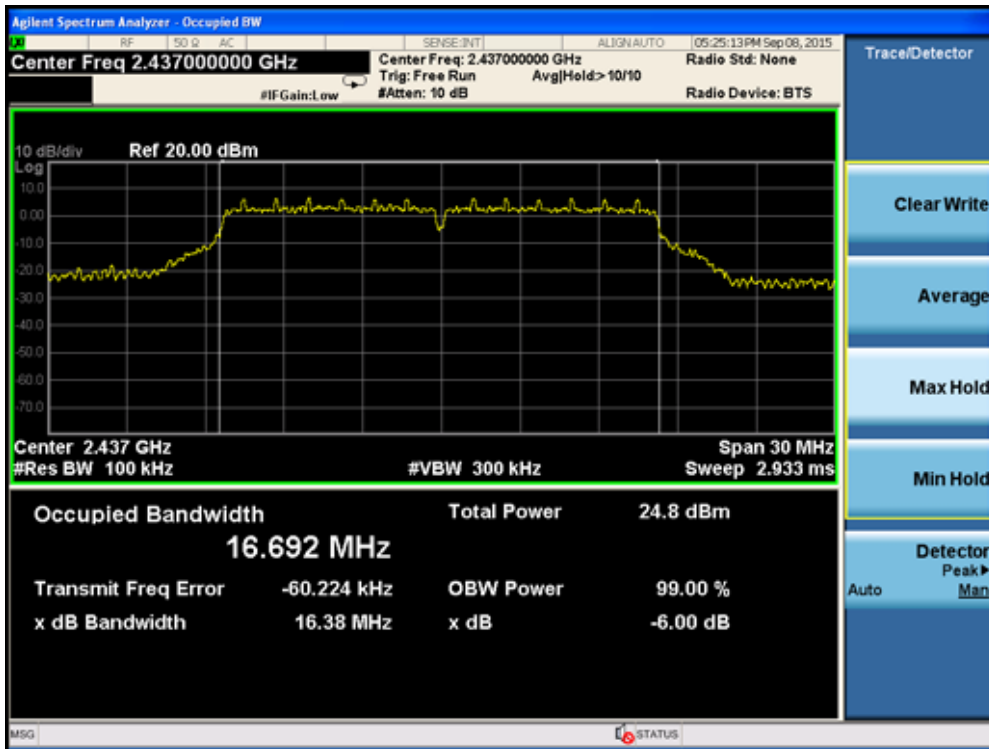 Agilent Spectrum Analyzer - Occupied BW
RF 50 Ω AC SENSE:INT ALIGN AUTO 05:25:13 PM Sep 08, 2015
Center Freq 2.437000000 GHz
Center Freq: 2.437000000 GHz
Radio Std: None
Trig: Free Run Avg|Hold:> 10/10
#IFGain:Low
#Atten: 10 dB
Radio Device: BTS
10 dB/div Ref 20.00 dBm
Log
10.0
0.00
-10.0
-20.0
-30.0
-40.0
-50.0
-60.0
-70.0
Center 2.437 GHz Span 30 MHz
#Res BW 100 kHz #VBW 300 kHz Sweep 2.933 ms
Occupied Bandwidth Total Power 24.8 dBm
16.692 MHz
Transmit Freq Error -60.224 kHz OBW Power 99.00 %
x dB Bandwidth 16.38 MHz x dB -6.00 dB
Trace/Detector
Clear Write
Average
Max Hold
Min Hold
Detector
Peak▶
Auto Man
MSG STATUS